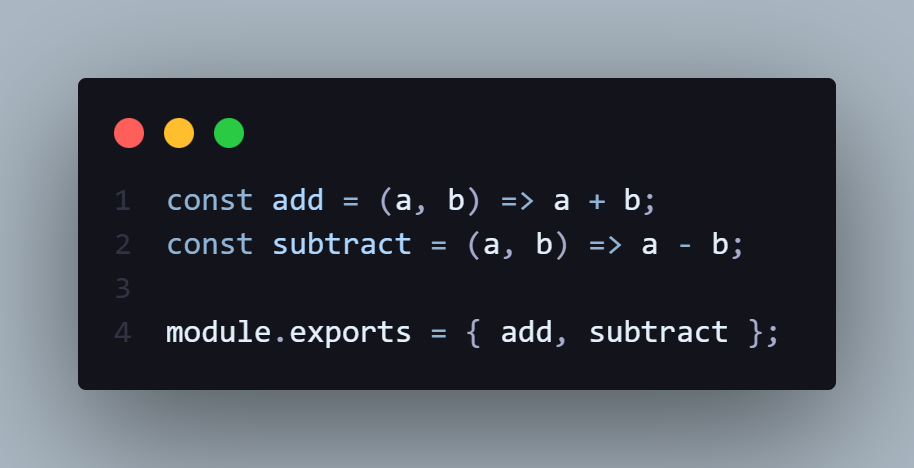 1 const add = (a, b) => a + b;
2 const subtract = (a, b) => a - b;
3
4 module.exports = { add, subtract };